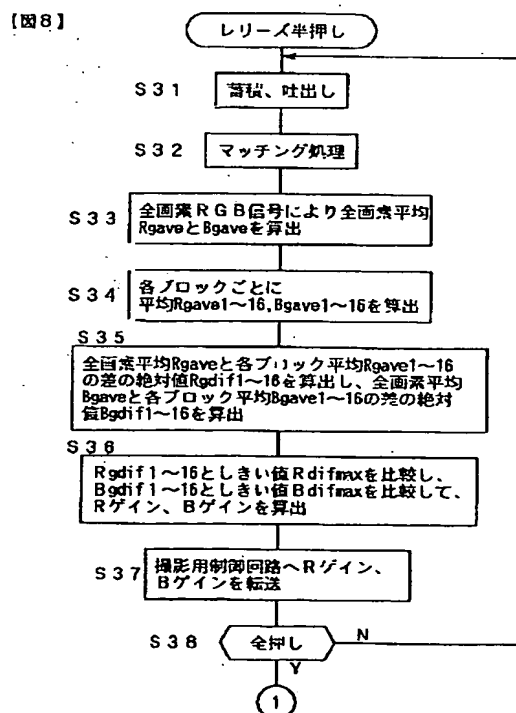 【図8】
レリーズ半押し
S31
蓄積、吐出し
S32
マッチング処理
S33
全画素RGB信号により全画素平均
RgaveとBgaveを算出
S34
各ブロックごとに
平均Rgave1～16,Bgave1～16を算出
S35
全画素平均Rgaveと各ブロック平均Rgave1～16
の差の絶対値Rgdif1～16を算出し、全画素平均
Bgaveと各ブロック平均Bgave1～16の差の絶対
値Bgdif1～16を算出
S36
Rgdif1～16としきい値Rdifmaxを比較し、
Bgdif1～16としきい値Bdifmaxを比較して、
Rゲイン、Bゲインを算出
S37
撮影用制御回路へRゲイン、
Bゲインを転送
S38
全押し
N
Y
1